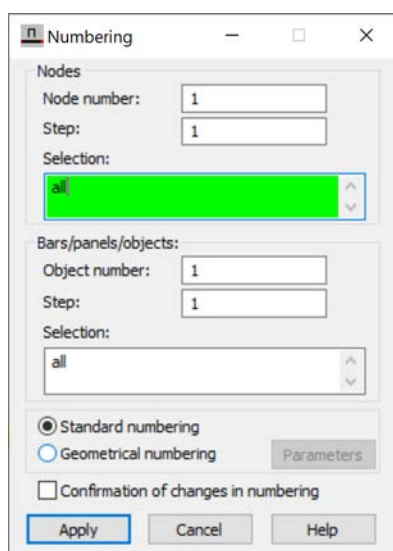 Numbering
Nodes
Node number: 1
Step: 1
Selection:
all
Bars/panels/objects:
Object number: 1
Step: 1
Selection:
all
Standard numbering
Geometrical numbering Parameters
Confirmation of changes in numbering
Apply Cancel Help